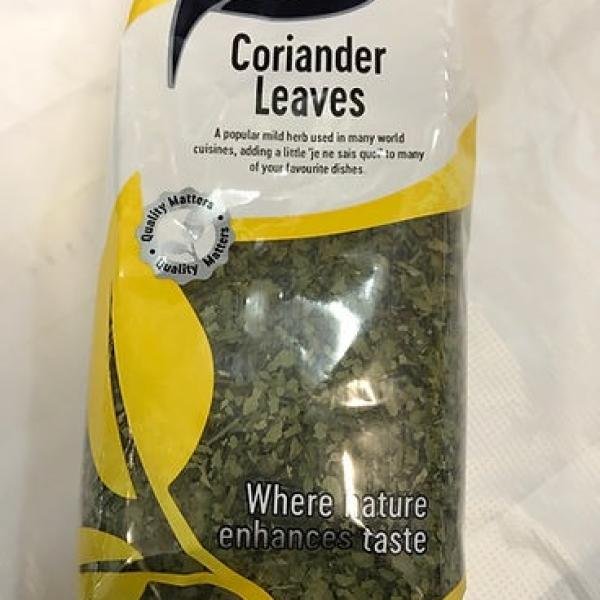 Coriander
Leaves
A popular mild herb used in many world
cuisines, adding a little 'je ne sais quoi' to many
of your favourite dishes.
Quality Matters
Quality Matters
Where nature
enhances taste